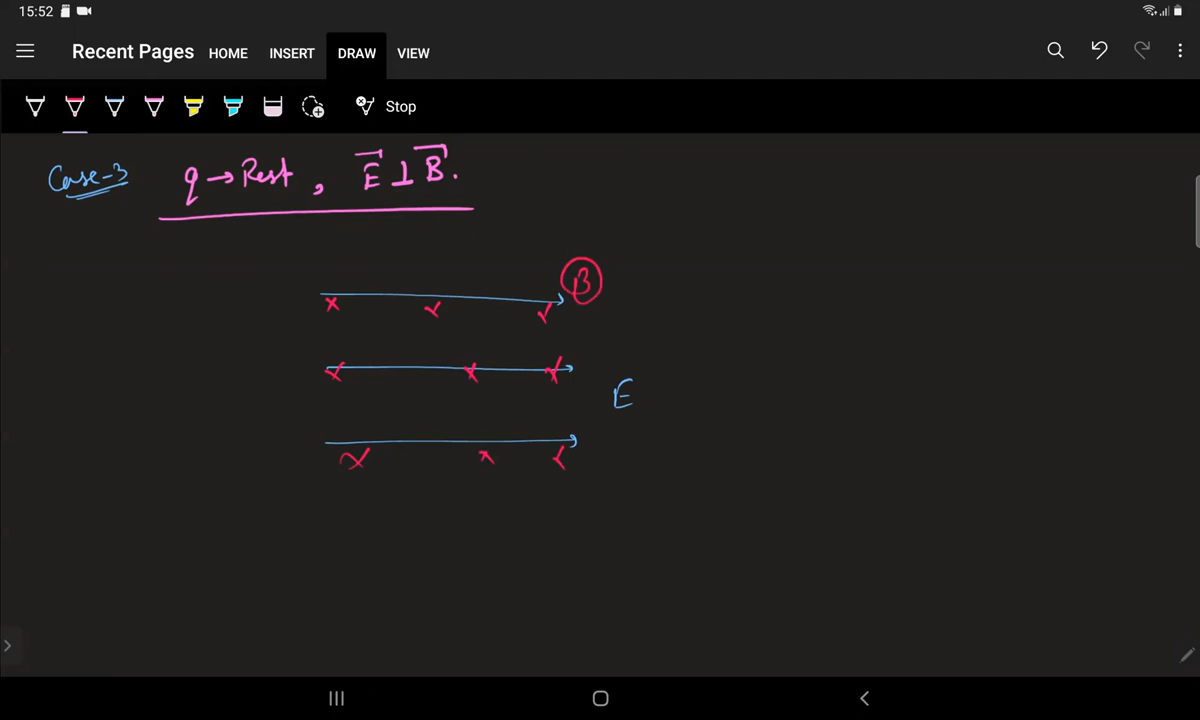 15:52
Recent Pages HOME INSERT DRAW VIEW
Stop
Case-3 q → Rest, E ⊥ B.
B
E